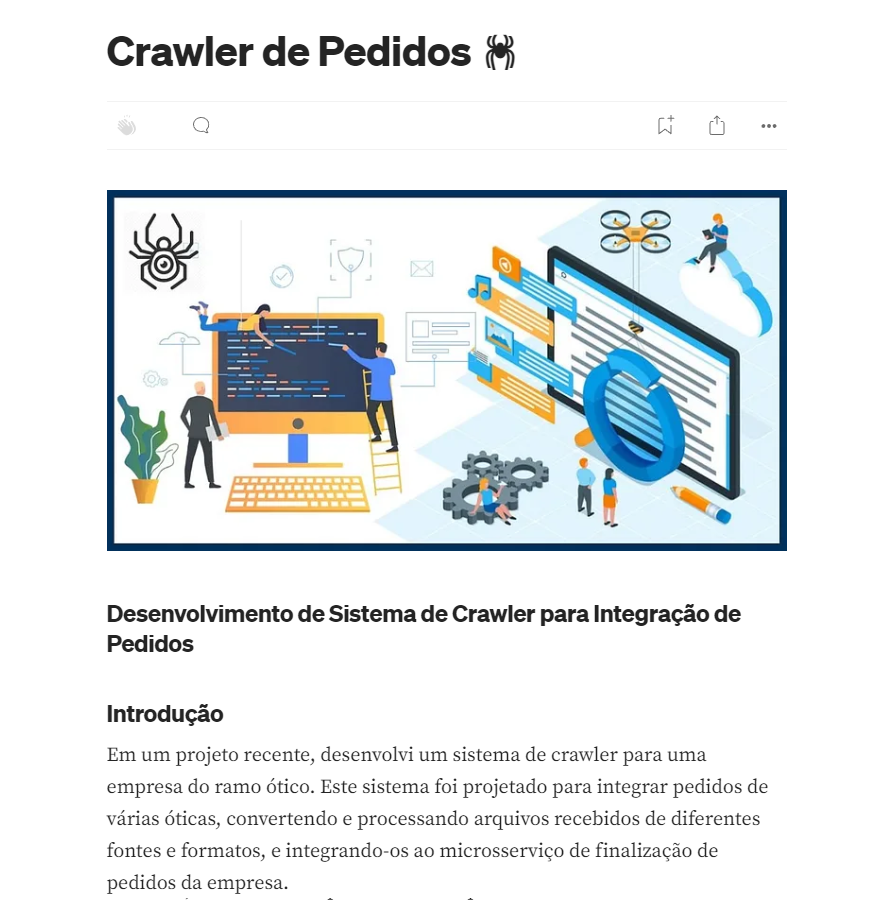 Crawler de Pedidos
Desenvolvimento de Sistema de Crawler para Integração de
Pedidos
Introdução
Em um projeto recente, desenvolvi um sistema de crawler para uma
empresa do ramo ótico. Este sistema foi projetado para integrar pedidos de
várias óticas, convertendo e processando arquivos recebidos de diferentes
fontes e formatos, e integrando-os ao microsserviço de finalização de
pedidos da empresa.